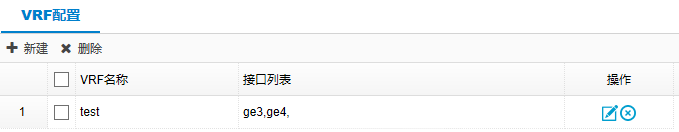 VRF配置
新建 删除
VRF名称 接口列表 操作
1 test ge3,ge4,